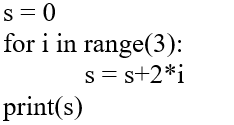 s = 0
for i in range(3):
        s = s+2*i
print(s)